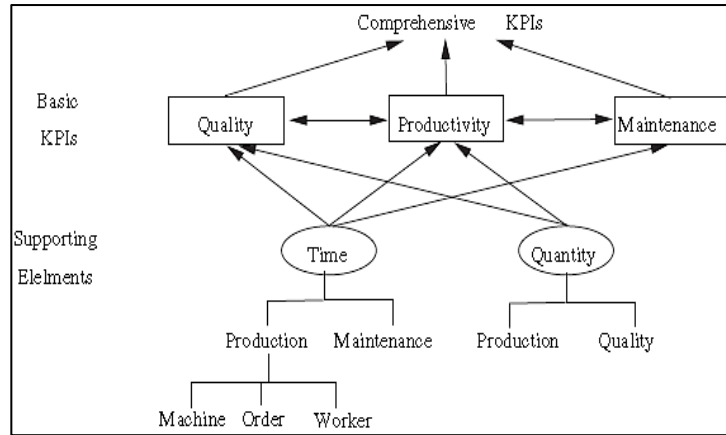 Comprehensive KPIs
Basic
KPIs
Quality
Productivity
Maintenance
Supporting
Elelments
Time
Quantity
Production
Maintenance
Production
Quality
Machine
Order
Worker